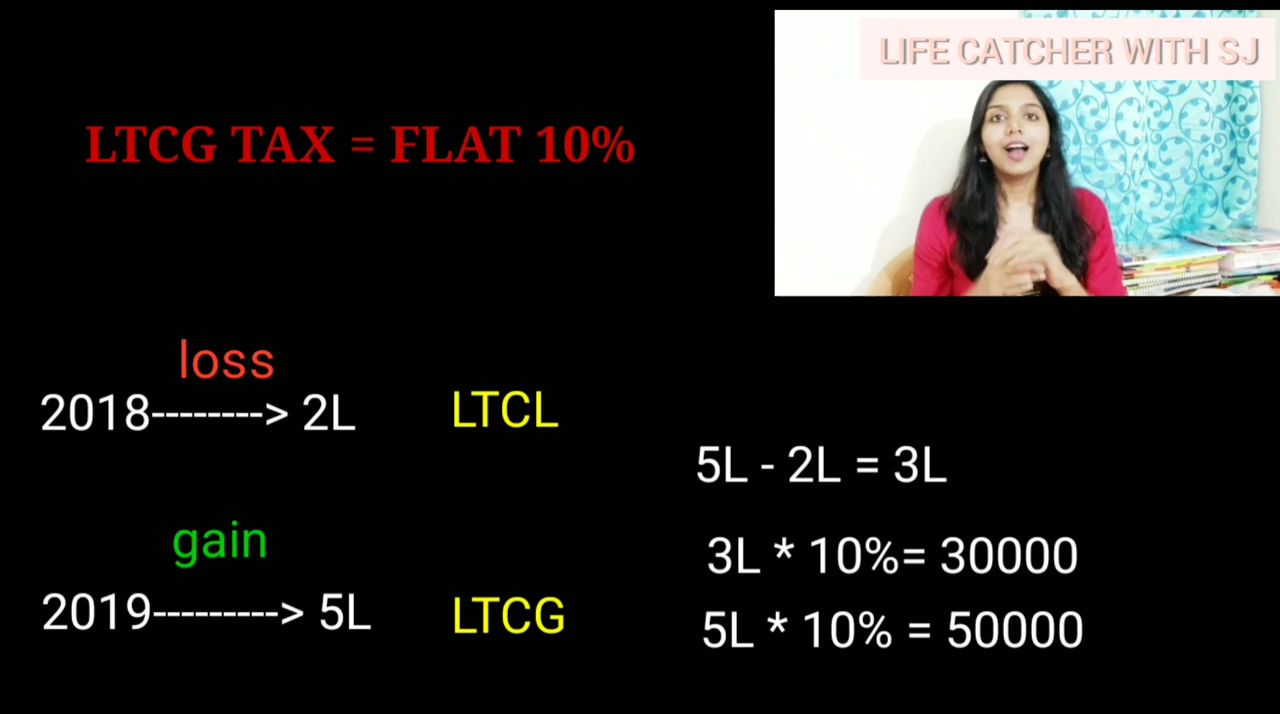 LIFE CATCHER WITH SJ
LTCG TAX = FLAT 10%
loss
2018--------> 2L LTCL
gain
2019---------> 5L LTCG
5L - 2L = 3L
3L * 10%= 30000
5L * 10% = 50000